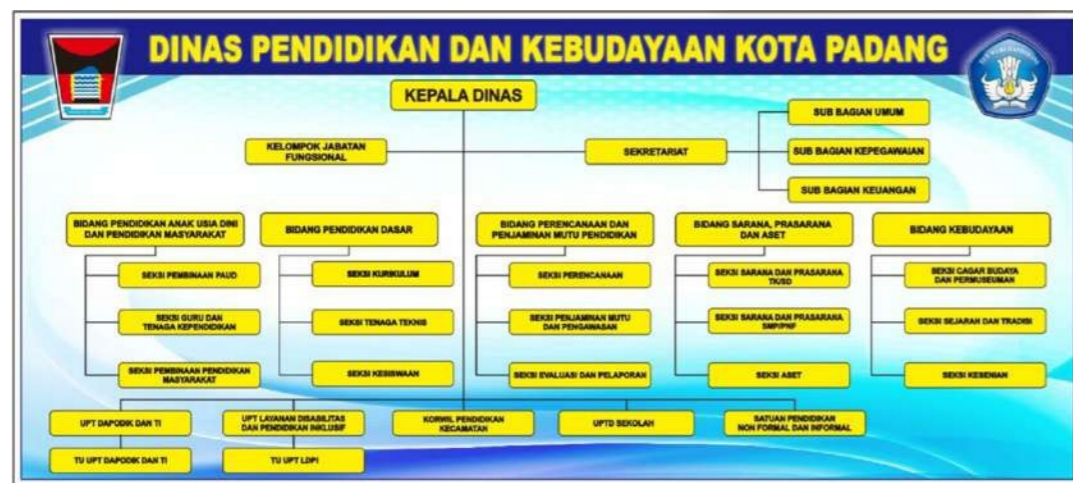 DINAS PENDIDIKAN DAN KEBUDAYAAN KOTA PADANG
KEPALA DINAS
KELOMPOK JABATAN
FUNGSIONAL
SEKRETARIAT
SUB BAGIAN UMUM
SUB BAGIAN KEPEGAWAIAN
SUB BAGIAN KEUANGAN
BIDANG PENDIDIKAN ANAK USIA DINI
DAN PENDIDIKAN MASYARAKAT
SEKSI PEMBINAAN PAUD
SEKSI GURU DAN
TENAGA KEPENDIDIKAN
SEKSI PEMBINAAN PENDIDIKAN
MASYARAKAT
BIDANG PENDIDIKAN DASAR
SEKSI KURIKULUM
SEKSI TENAGA TEKNIS
SEKSI KESISWAAN
BIDANG PERENCANAAN DAN
PENJAMINAN MUTU PENDIDIKAN
SEKSI PERENCANAAN
SEKSI PENJAMINAN MUTU
DAN PENGAWASAN
SEKSI EVALUASI DAN PELAPORAN
BIDANG SARANA, PRASARANA
DAN ASET
SEKSI SARANA DAN PRASARANA
TK/SD
SEKSI SARANA DAN PRASARANA
SMP/PNF
SEKSI ASET
BIDANG KEBUDAYAAN
SEKSI CAGAR BUDAYA
DAN PERMUSEUMAN
SEKSI SEJARAH DAN TRADISI
SEKSI KESENIAN
UPT DAPODIK DAN TI
UPT LAYANAN DISABILITAS
DAN PENDIDIKAN INKLUSIF
KORWIL PENDIDIKAN
KECAMATAN
UPTD SEKOLAH
SATUAN PENDIDIKAN
NON FORMAL DAN INFORMAL
TU UPT DAPODIK DAN TI
TU UPT LDPI